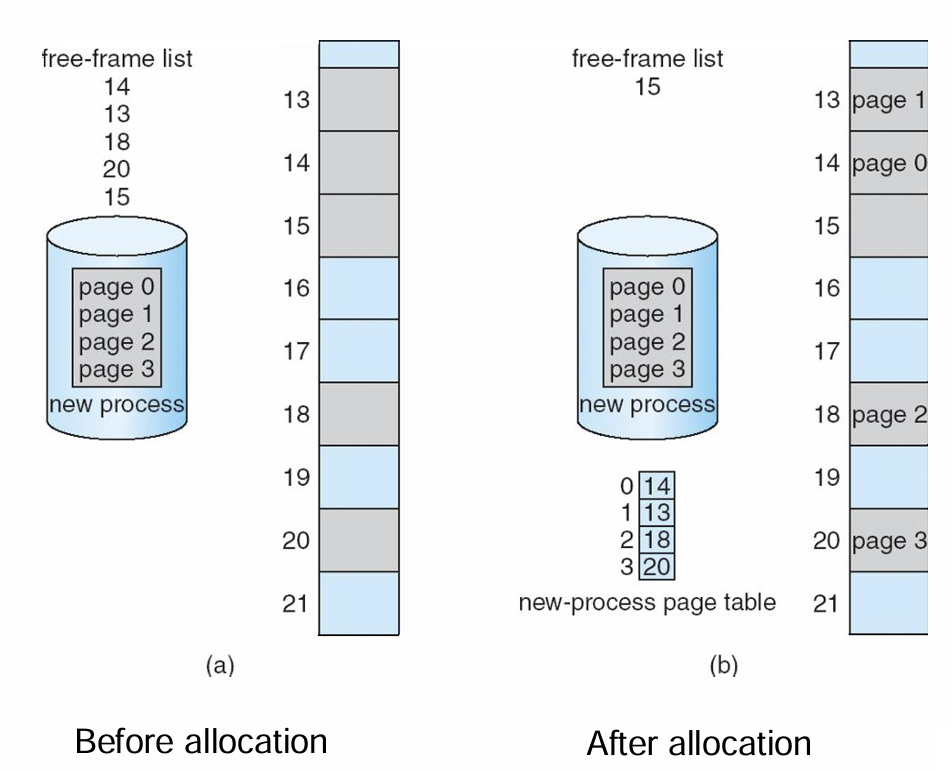 free-frame list
14
13
18
20
15
page 0
page 1
page 2
page 3
new process
13
14
15
16
17
18
19
20
21
(a)
Before allocation
free-frame list
15
page 0
page 1
page 2
page 3
new process
0 14
1 13
2 18
3 20
new-process page table
13 page 1
14 page 0
15
16
17
18 page 2
19
20 page 3
21
(b)
After allocation